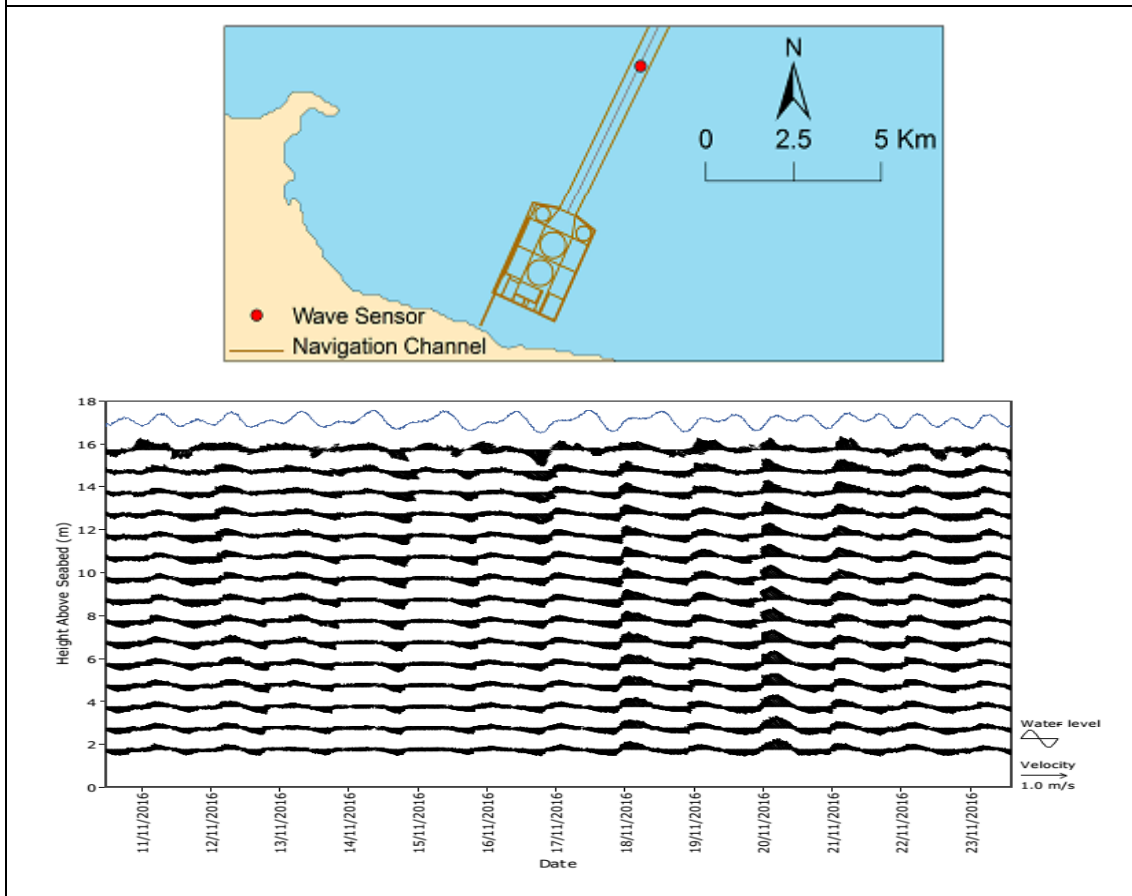 N
0 2.5 5 Km
Wave Sensor
Navigation Channel
18
16
14
12
10
8
6
4
2
0
Height Above Seabed (m)
Water level
Velocity
1.0 m/s
11/11/2016
12/11/2016
13/11/2016
14/11/2016
15/11/2016
16/11/2016
17/11/2016
18/11/2016
19/11/2016
20/11/2016
21/11/2016
22/11/2016
23/11/2016
Date